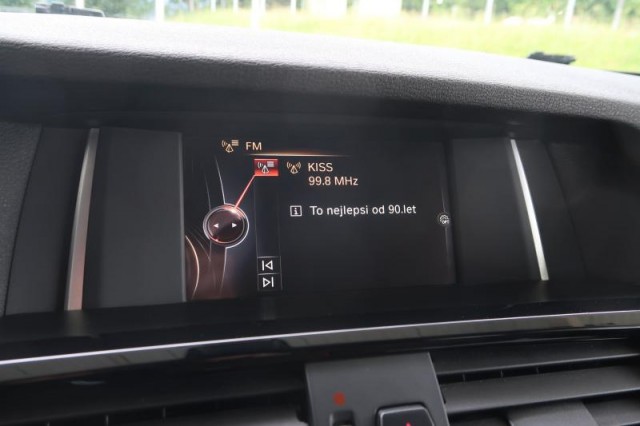 FM
KISS
99.8 MHz
To nejlepsi od 90.let